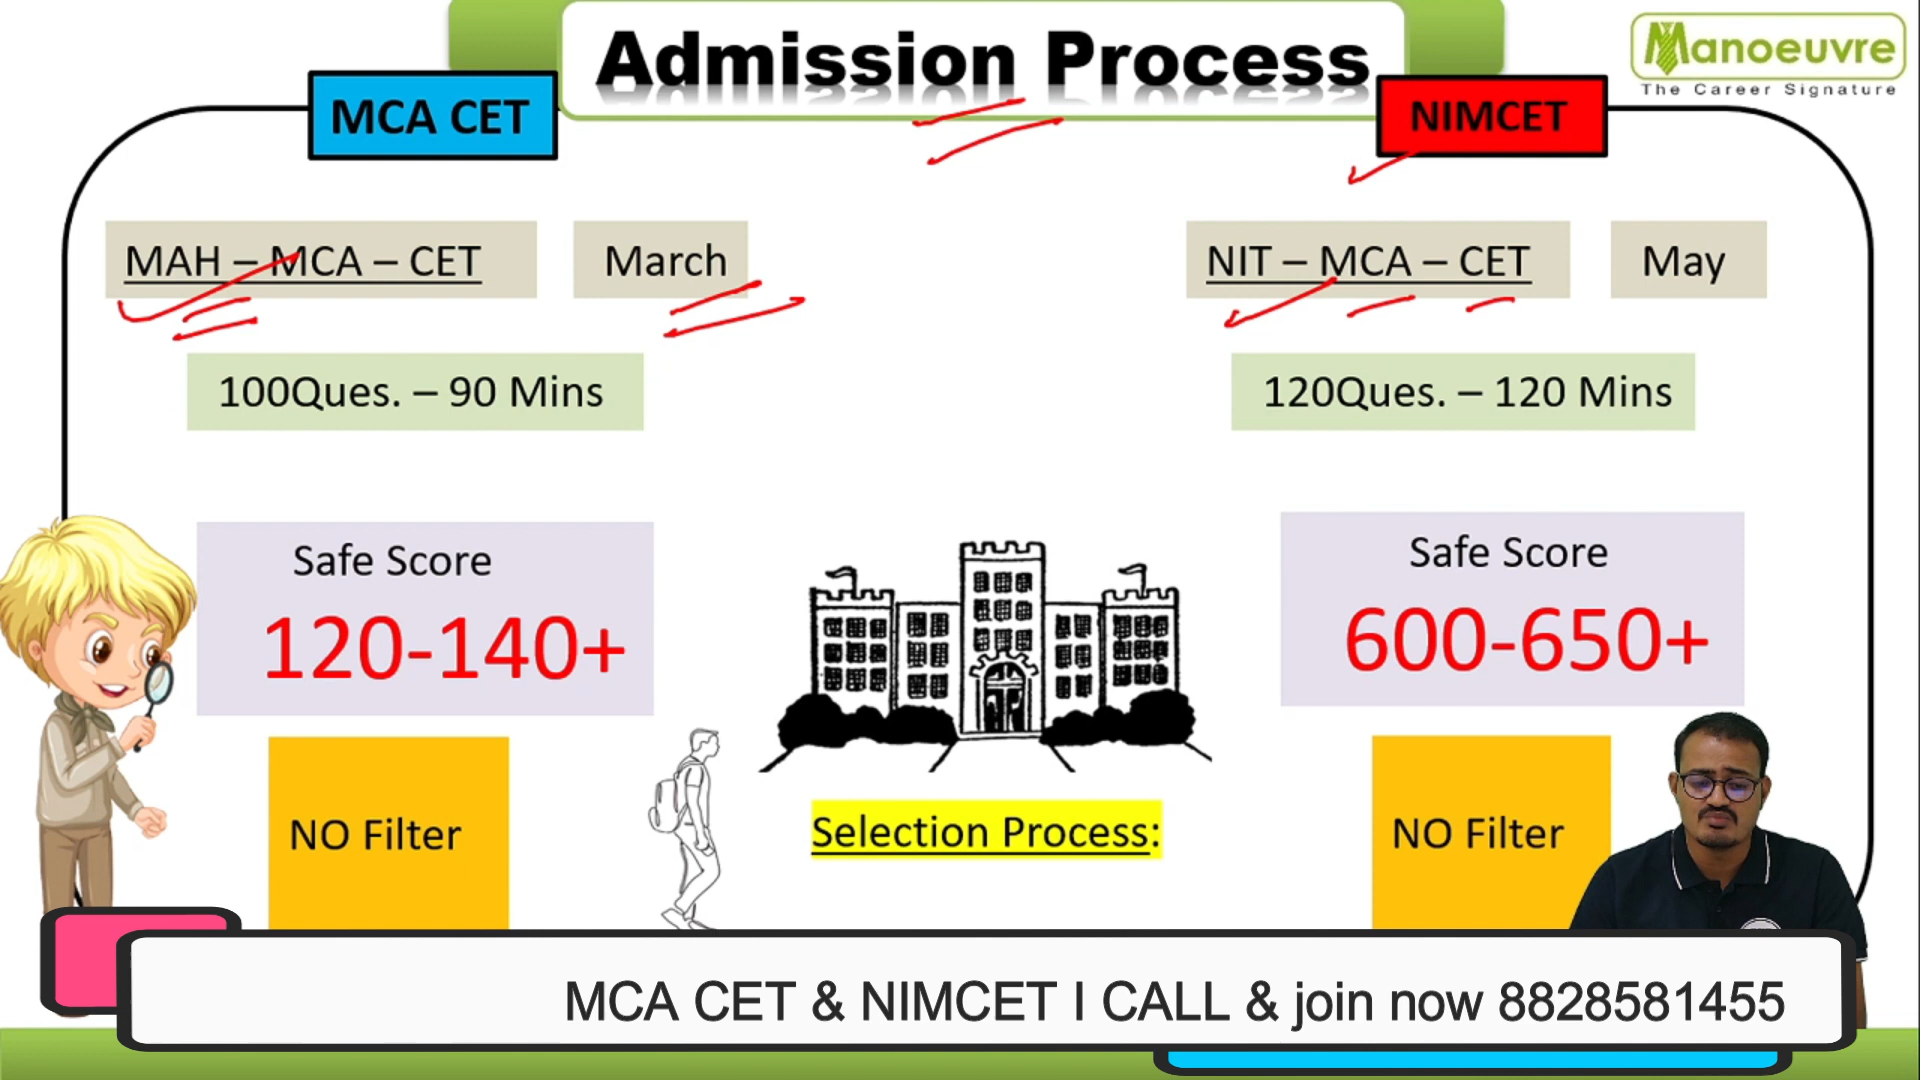 Admission Process
Manoeuvre
The Career Signature
MCA CET
NIMCET
MAH – MCA – CET
March
NIT – MCA – CET
May
100Ques. – 90 Mins
120Ques. – 120 Mins
Safe Score
120-140+
Safe Score
600-650+
NO Filter
Selection Process:
NO Filter
MCA CET & NIMCET I CALL & join now 8828581455